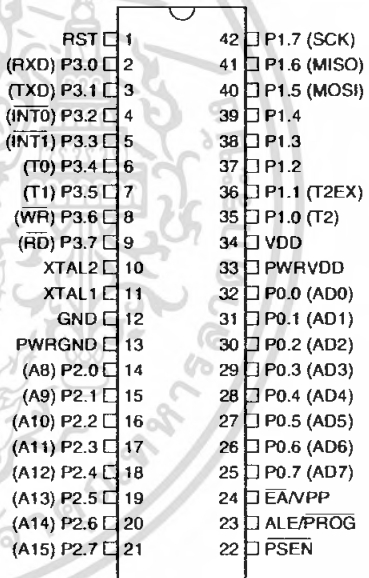 RST 1 42 P1.7 (SCK)
(RXD) P3.0 2 41 P1.6 (MISO)
(TXD) P3.1 3 40 P1.5 (MOSI)
(INT0) P3.2 4 39 P1.4
(INT1) P3.3 5 38 P1.3
(T0) P3.4 6 37 P1.2
(T1) P3.5 7 36 P1.1 (T2EX)
(WR) P3.6 8 35 P1.0 (T2)
(RD) P3.7 9 34 VDD
XTAL2 10 33 PWRVDD
XTAL1 11 32 P0.0 (AD0)
GND 12 31 P0.1 (AD1)
PWRGND 13 30 P0.2 (AD2)
(A8) P2.0 14 29 P0.3 (AD3)
(A9) P2.1 15 28 P0.4 (AD4)
(A10) P2.2 16 27 P0.5 (AD5)
(A11) P2.3 17 26 P0.6 (AD6)
(A12) P2.4 18 25 P0.7 (AD7)
(A13) P2.5 19 24 EA/VPP
(A14) P2.6 20 23 ALE/PROG
(A15) P2.7 21 22 PSEN